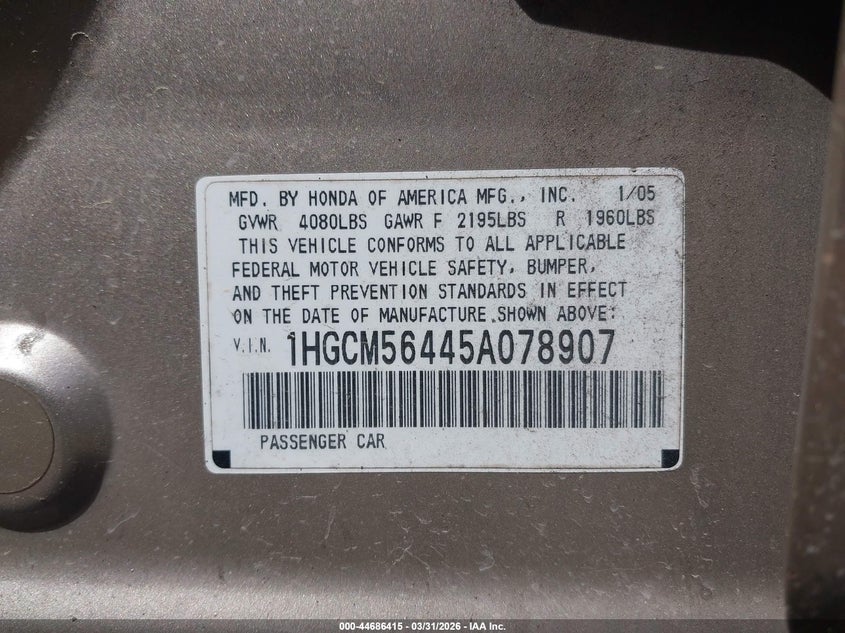 MFD. BY HONDA OF AMERICA MFG., INC. 1/05
GVWR 4080LBS GAWR F 2195LBS R 1960LBS
THIS VEHICLE CONFORMS TO ALL APPLICABLE
FEDERAL MOTOR VEHICLE SAFETY, BUMPER,
AND THEFT PREVENTION STANDARDS IN EFFECT
ON THE DATE OF MANUFACTURE SHOWN ABOVE:
V.I.N. 1HGCM56445A078907
PASSENGER CAR
000-44686415 -- 03/31/2026 -- IAA Inc.